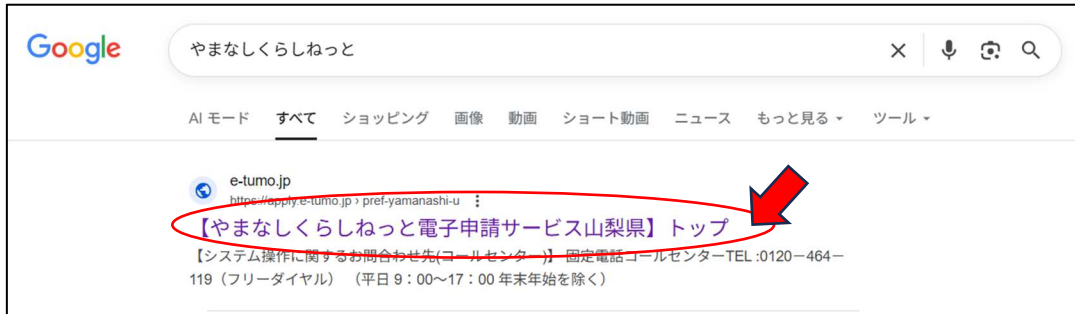 Google
やまなしくらしねっと
AI モード すべて ショッピング 画像 動画 ショート動画 ニュース もっと見る ツール
e-tumo.jp
https://apply.e-tumo.jp › pref-yamanashi-u
【やまなしくらしねっと電子申請サービス山梨県】トップ
【システム操作に関するお問合わせ先(コールセンター)】 固定電話コールセンターTEL :0120－464－
119（フリーダイヤル） （平日 9：00～17：00 年末年始を除く）